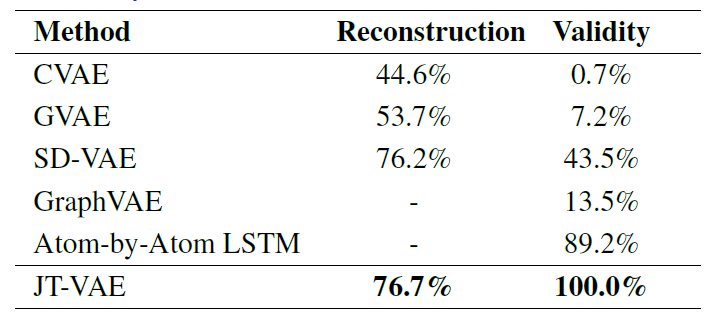 Method Reconstruction Validity
CVAE 44.6% 0.7%
GVAE 53.7% 7.2%
SD-VAE 76.2% 43.5%
GraphVAE - 13.5%
Atom-by-Atom LSTM - 89.2%
JT-VAE 76.7% 100.0%